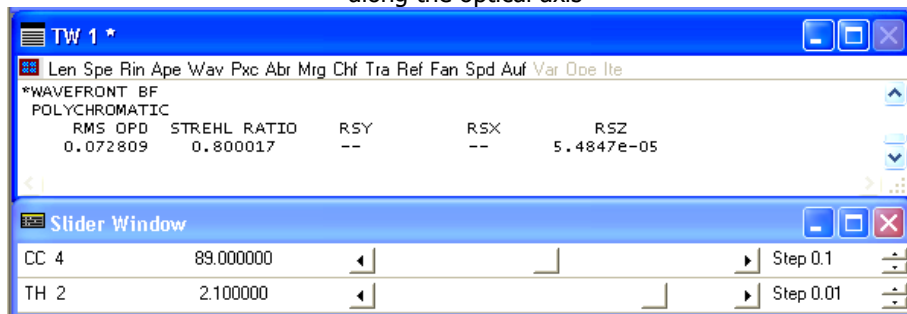 along the optical axis
TW 1 *
Len Spe Rin Ape Wav Pxc Abr Mrg Chf Tra Ref Fan Spd Auf Var Ope Ite
*WAVEFRONT BF
POLYCHROMATIC
RMS OPD STREHL RATIO RSY RSX RSZ
0.072809 0.800017 -- -- 5.4847e-05
Slider Window
CC 4 89.000000 Step 0.1
TH 2 2.100000 Step 0.01